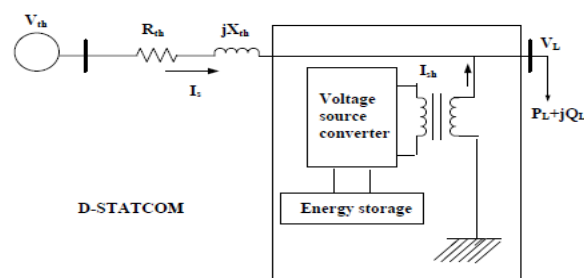 V_th
R_th
jX_th
V_L
I_s
I_sh
Voltage
source
converter
P_L+jQ_L
D-STATCOM
Energy storage